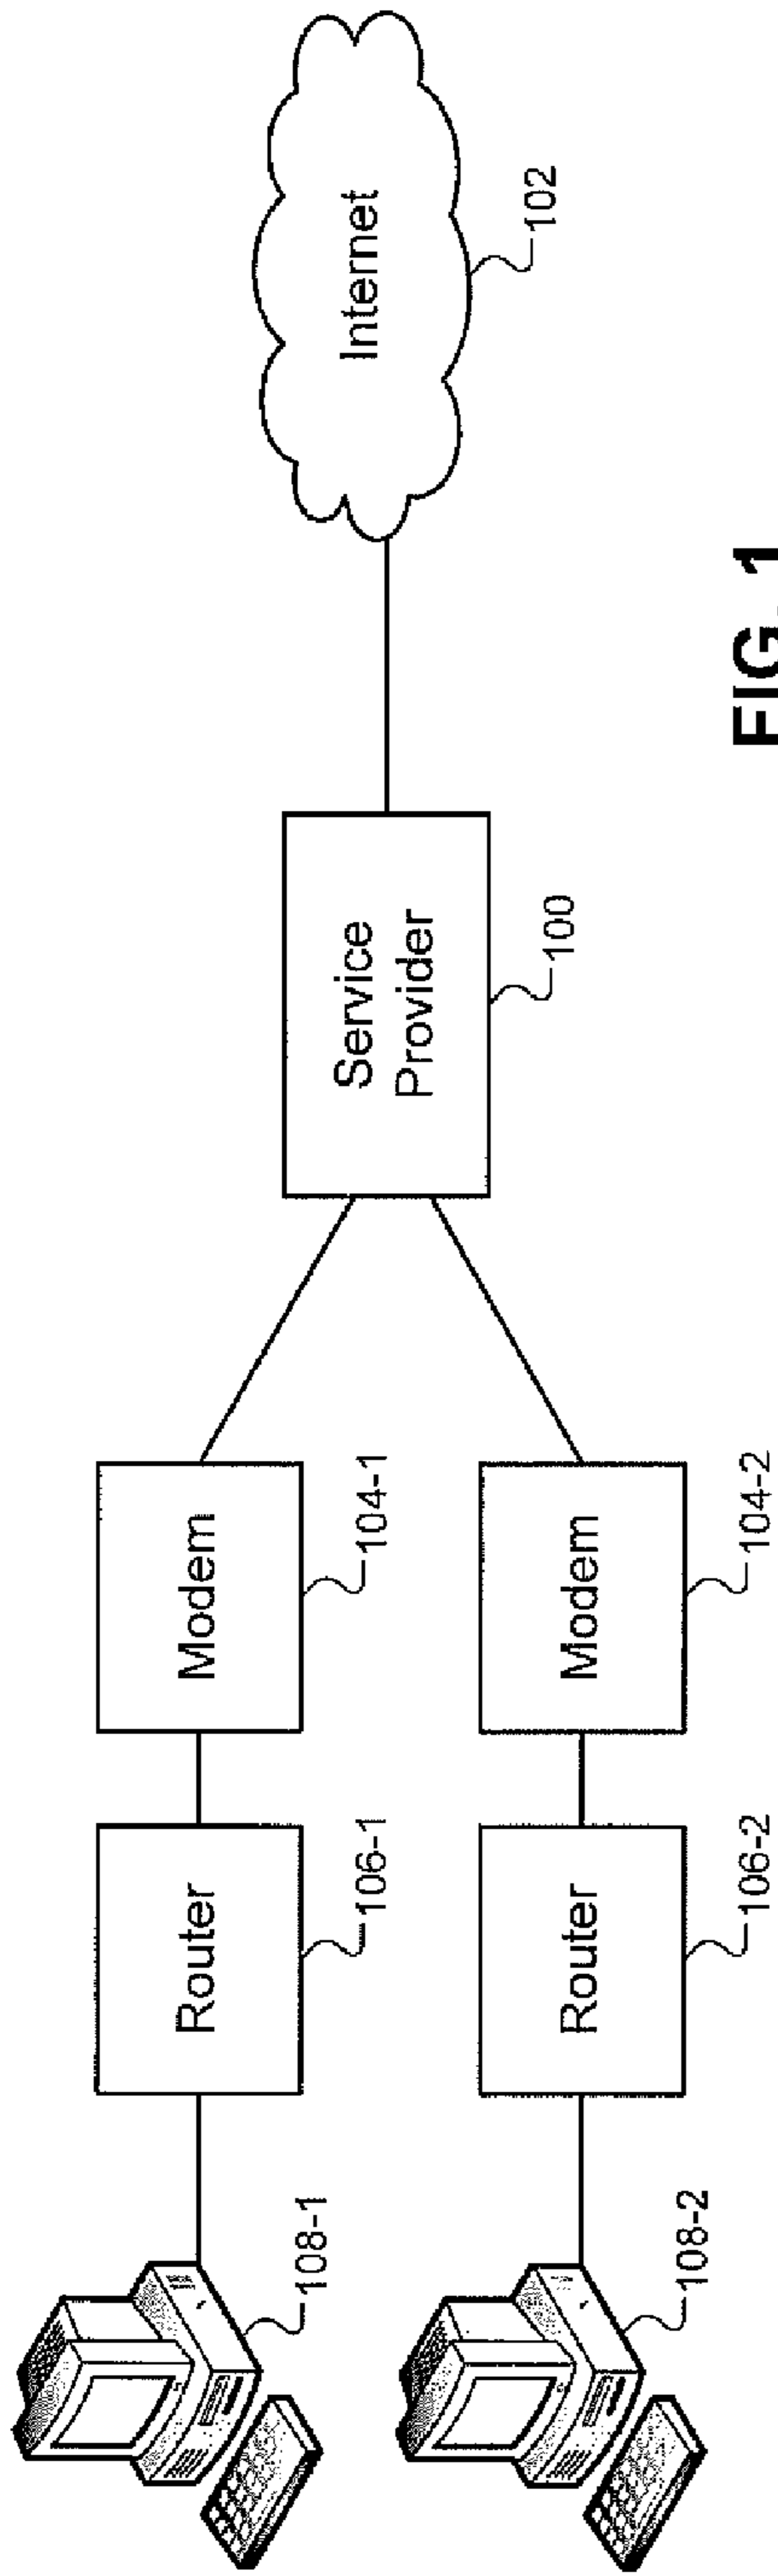 108-1
Router
106-1
Modem
104-1
Service
Provider
100
Internet
102
108-2
Router
106-2
Modem
104-2
FIG. 1